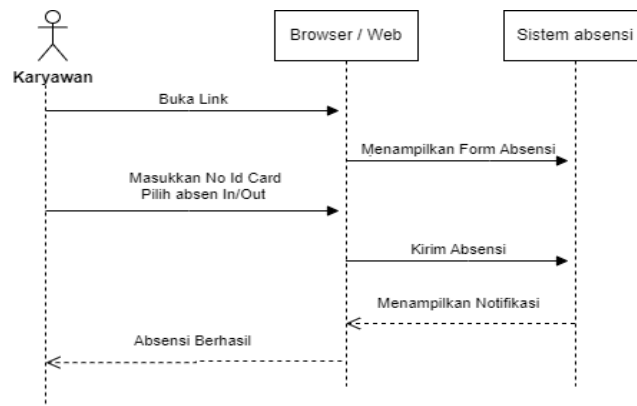 Browser / Web
Sistem absensi
Karyawan
Buka Link
Menampilkan Form Absensi
Masukkan No Id Card
Pilih absen In/Out
Kirim Absensi
Menampilkan Notifikasi
Absensi Berhasil